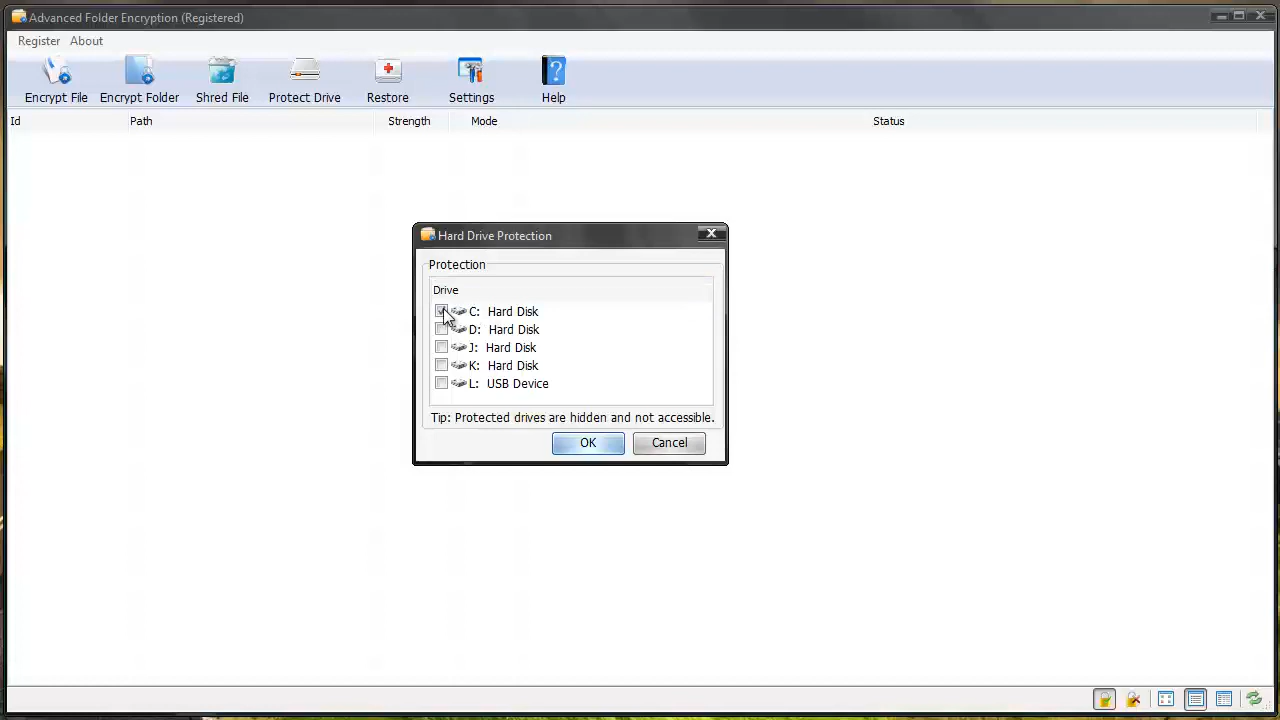 Advanced Folder Encryption (Registered)
Register About
Encrypt File Encrypt Folder Shred File Protect Drive Restore Settings Help
Id Path Strength Mode Status
Hard Drive Protection
Protection
Drive
C: Hard Disk
D: Hard Disk
J: Hard Disk
K: Hard Disk
L: USB Device
Tip: Protected drives are hidden and not accessible.
OK Cancel